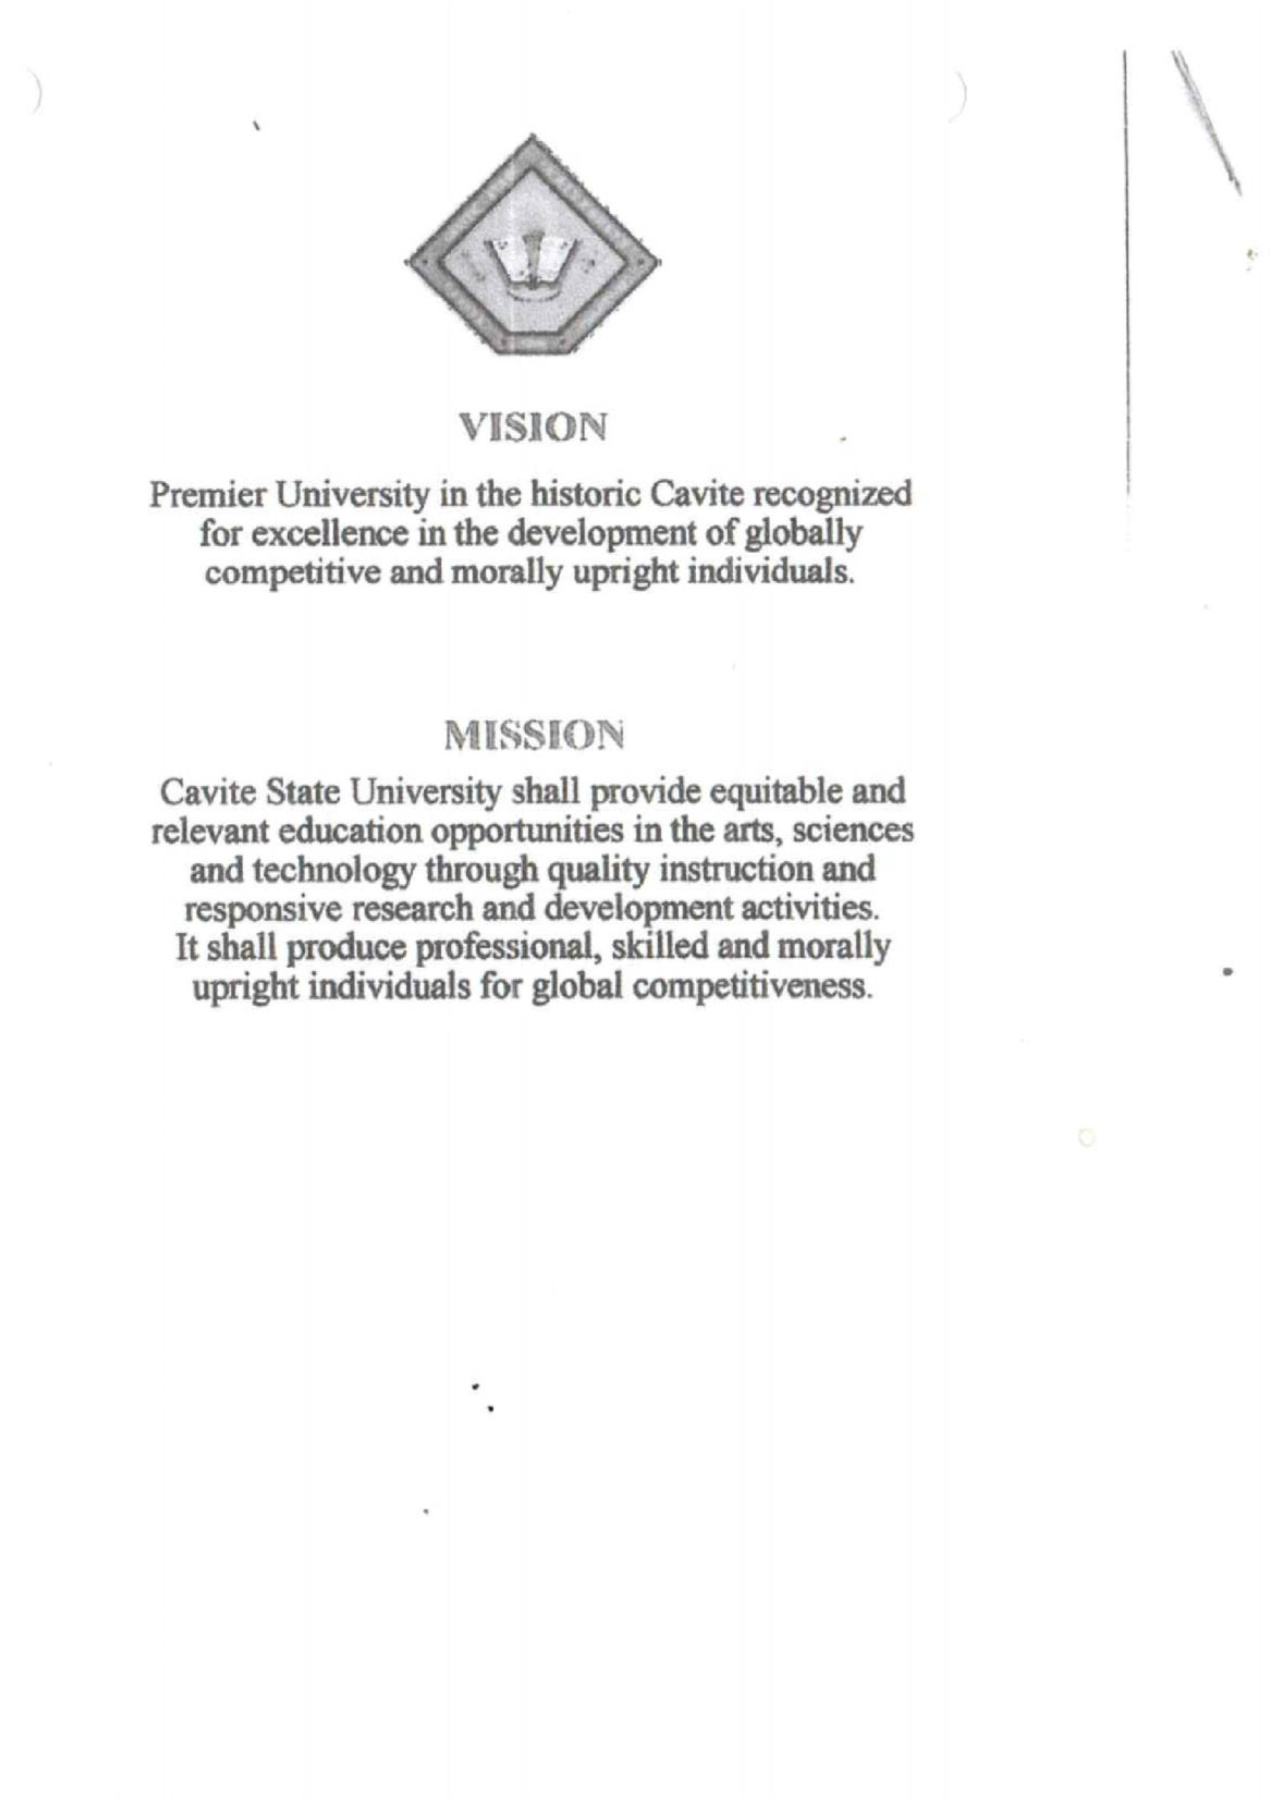 VISION
Premier University in the historic Cavite recognized
for excellence in the development of globally
competitive and morally upright individuals.
MISSION
Cavite State University shall provide equitable and
relevant education opportunities in the arts, sciences
and technology through quality instruction and
responsive research and development activities.
It shall produce professional, skilled and morally
upright individuals for global competitiveness.